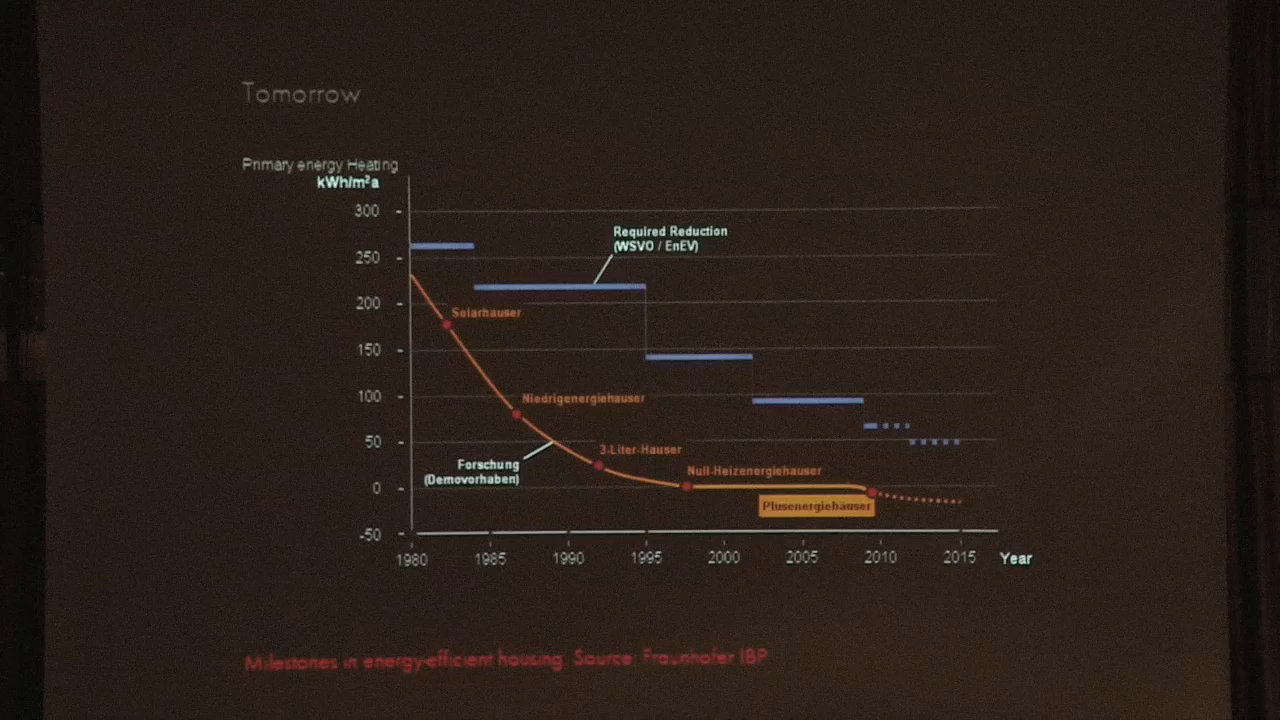 Tomorrow
Primary energy Heating
kWh/m²a
300
250
200
150
100
50
0
-50
Required Reduction
(WSVO / EnEV)
Solarhauser
Niedrigenergiehauser
3-Liter-Hauser
Null-Heizenergiehauser
Forschung
(Demovorhaben)
Plusenergiehauser
1980 1985 1990 1995 2000 2005 2010 2015 Year
Milestones in energy-efficient housing Source: Fraunhofer IBP